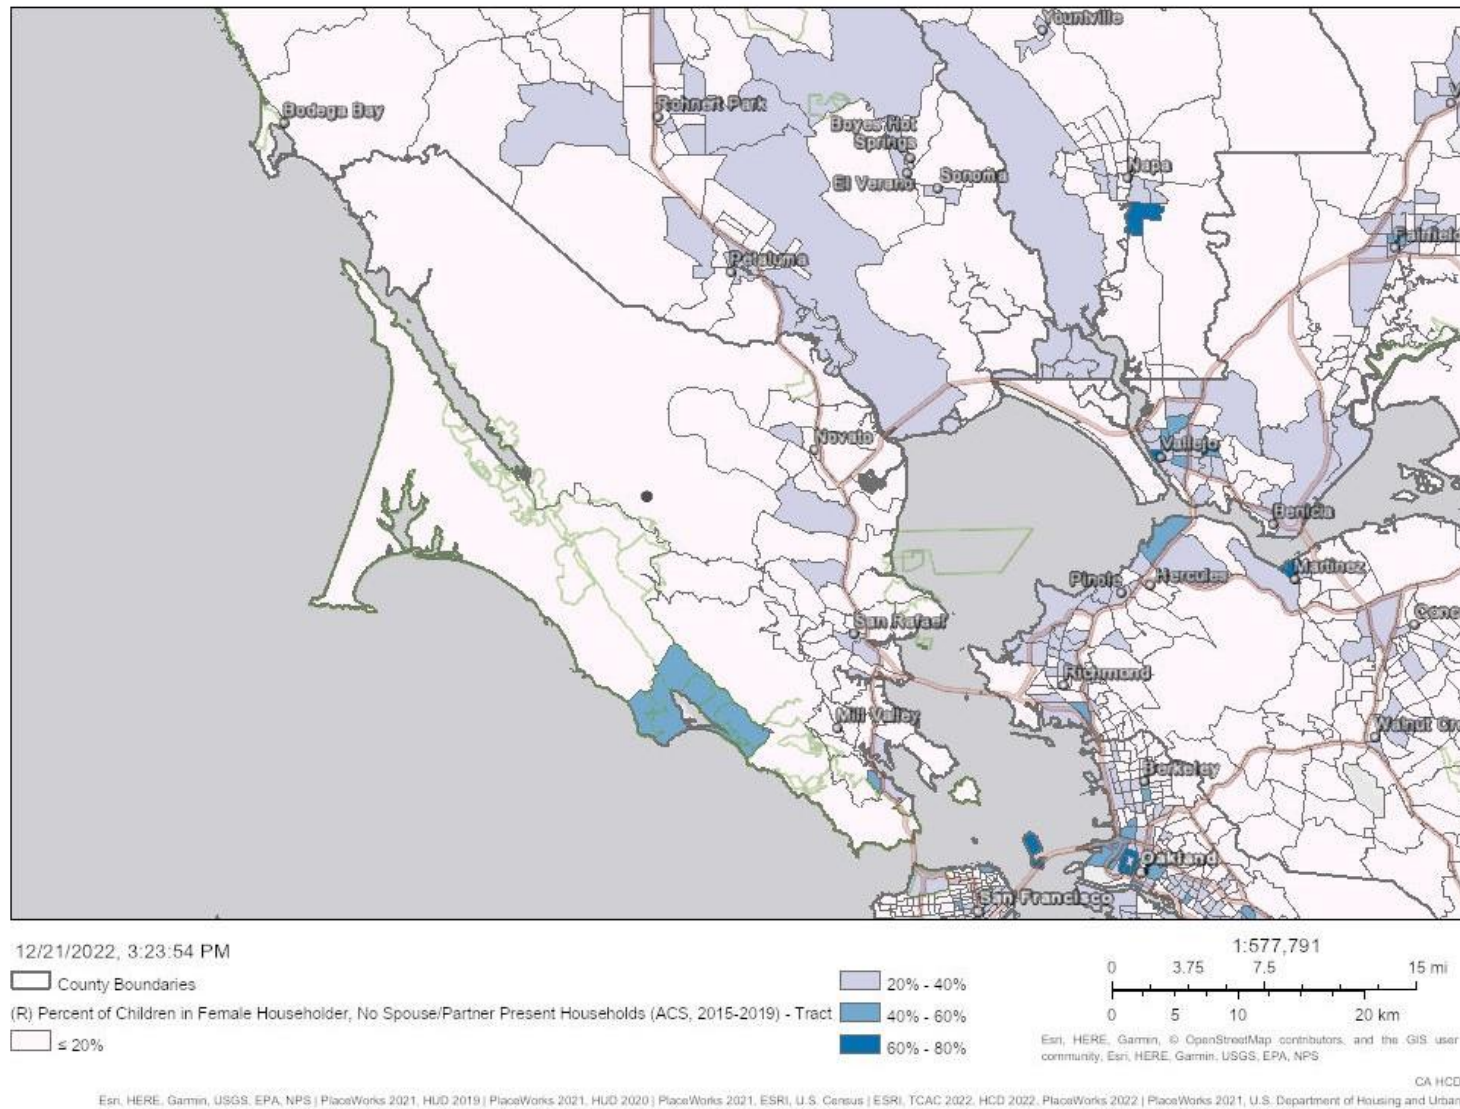 Yountville
Bodega Bay
Rohnert Park
Boyes Hot
Springs
El Verano
Sonoma
Napa
Fairfield
Petaluma
Novato
Vallejo
Benicia
Martinez
Pinole
Hercules
Conc
San Rafael
Richmond
Mill Valley
Walnut Cre
Berkeley
Oakland
San Francisco
12/21/2022, 3:23:54 PM
County Boundaries
(R) Percent of Children in Female Householder, No Spouse/Partner Present Households (ACS, 2015-2019) - Tract
≤ 20%
20% - 40%
40% - 60%
60% - 80%
1:577,791
0 3.75 7.5 15 mi
0 5 10 20 km
Esri, HERE, Garmin, © OpenStreetMap contributors, and the GIS user
community, Esri, HERE, Garmin, USGS, EPA, NPS
CA HCD
Esri, HERE, Garmin, USGS, EPA, NPS | PlaceWorks 2021, HUD 2019 | PlaceWorks 2021, HUD 2020 | PlaceWorks 2021, ESRI, U.S. Census | ESRI, TCAC 2022, HCD 2022, PlaceWorks 2022 | PlaceWorks 2021, U.S. Department of Housing and Urban